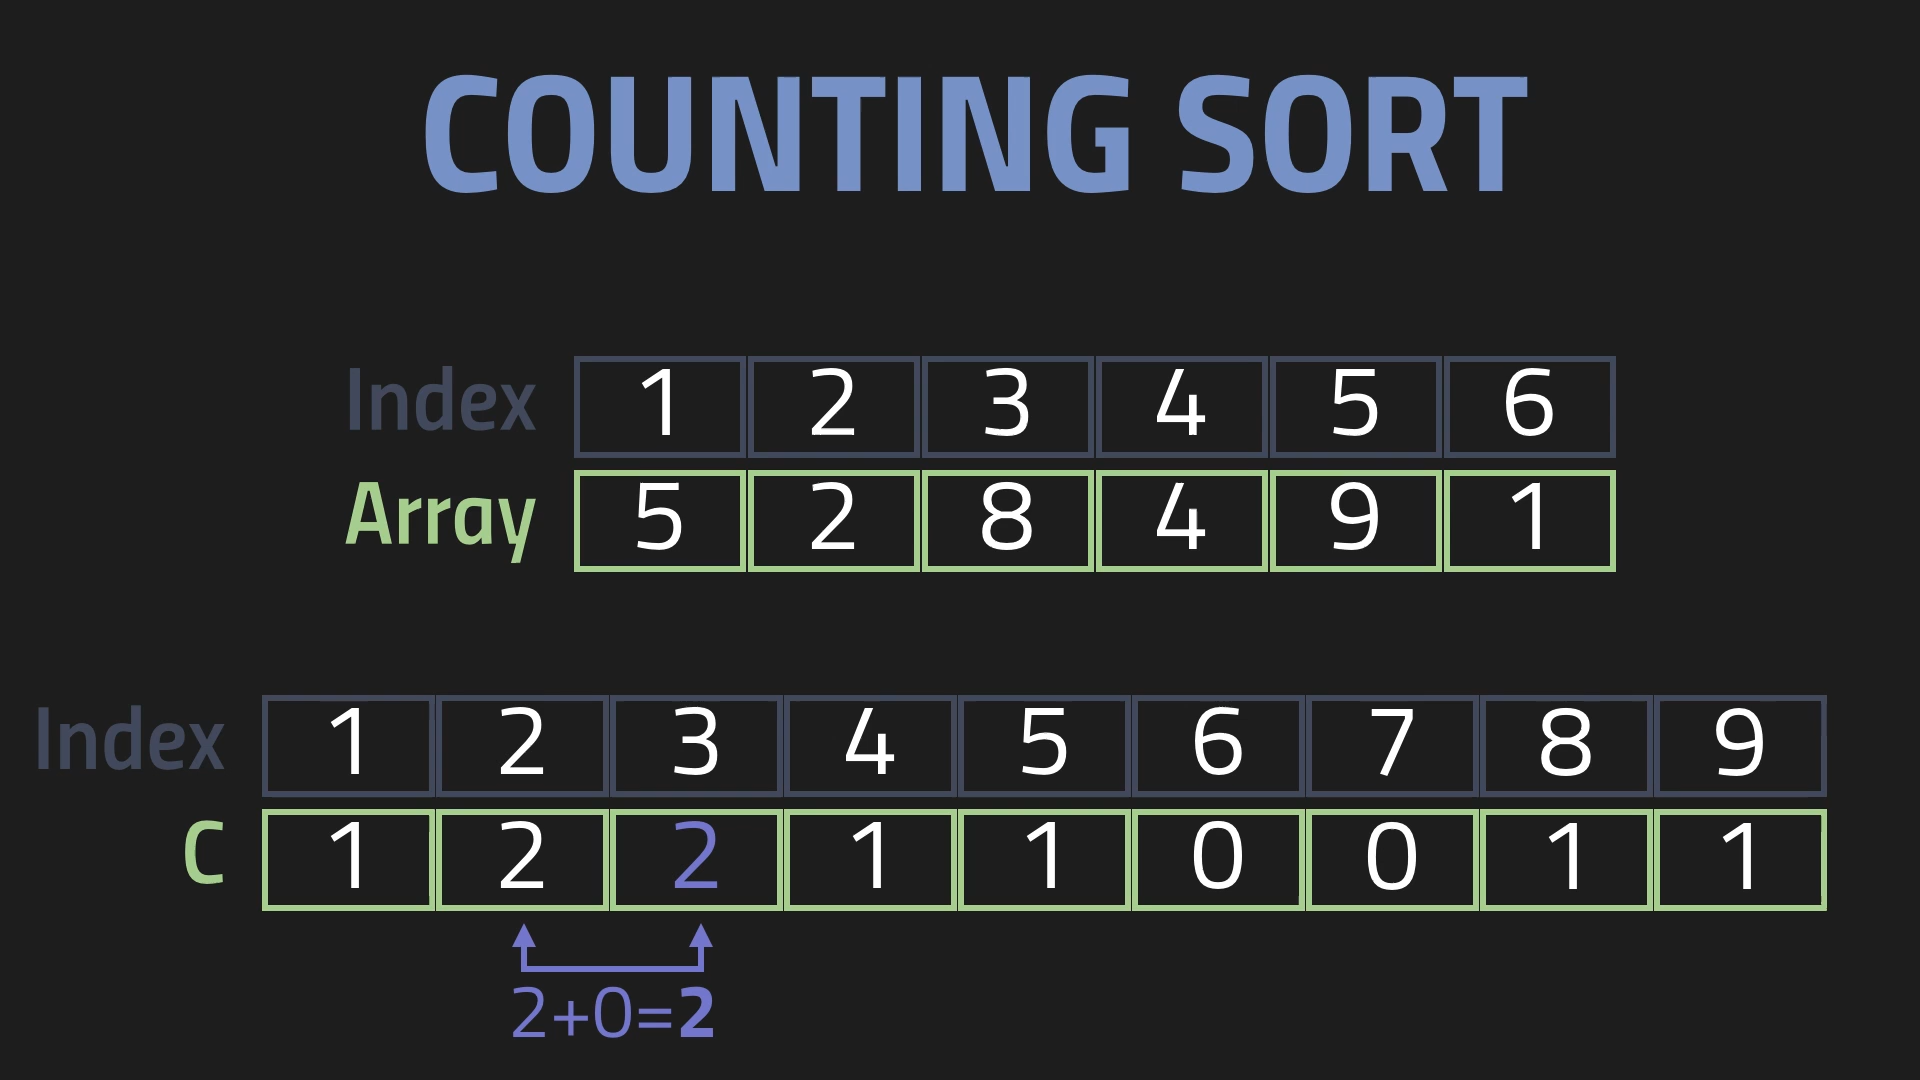 COUNTING SORT
Index 1 2 3 4 5 6
Array 5 2 8 4 9 1
Index 1 2 3 4 5 6 7 8 9
C 1 2 2 1 1 0 0 1 1
2+0=2